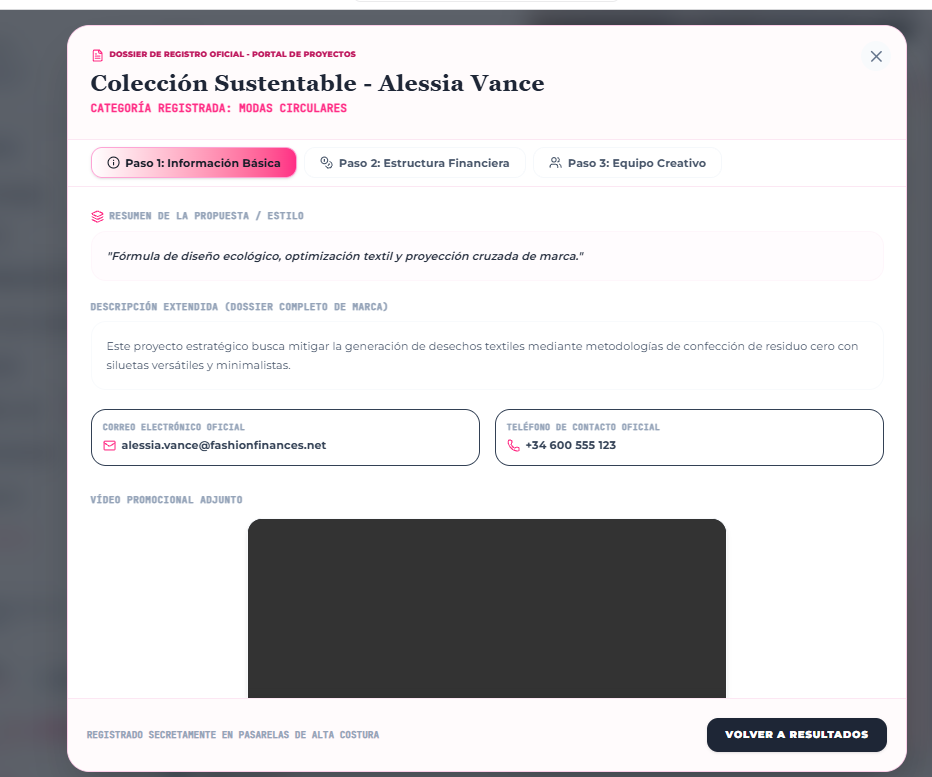 DOSSIER DE REGISTRO OFICIAL - PORTAL DE PROYECTOS
Colección Sustentable - Alessia Vance
CATEGORÍA REGISTRADA: MODAS CIRCULARES
Paso 1: Información Básica
Paso 2: Estructura Financiera
Paso 3: Equipo Creativo
RESUMEN DE LA PROPUESTA / ESTILO
"Fórmula de diseño ecológico, optimización textil y proyección cruzada de marca."
DESCRIPCIÓN EXTENDIDA (DOSSIER COMPLETO DE MARCA)
Este proyecto estratégico busca mitigar la generación de desechos textiles mediante metodologías de confección de residuo cero con
siluetas versátiles y minimalistas.
CORREO ELECTRÓNICO OFICIAL
alessia.vance@fashionfinances.net
TELÉFONO DE CONTACTO OFICIAL
+34 600 555 123
VÍDEO PROMOCIONAL ADJUNTO
REGISTRADO SECRETAMENTE EN PASARELAS DE ALTA COSTURA
VOLVER A RESULTADOS